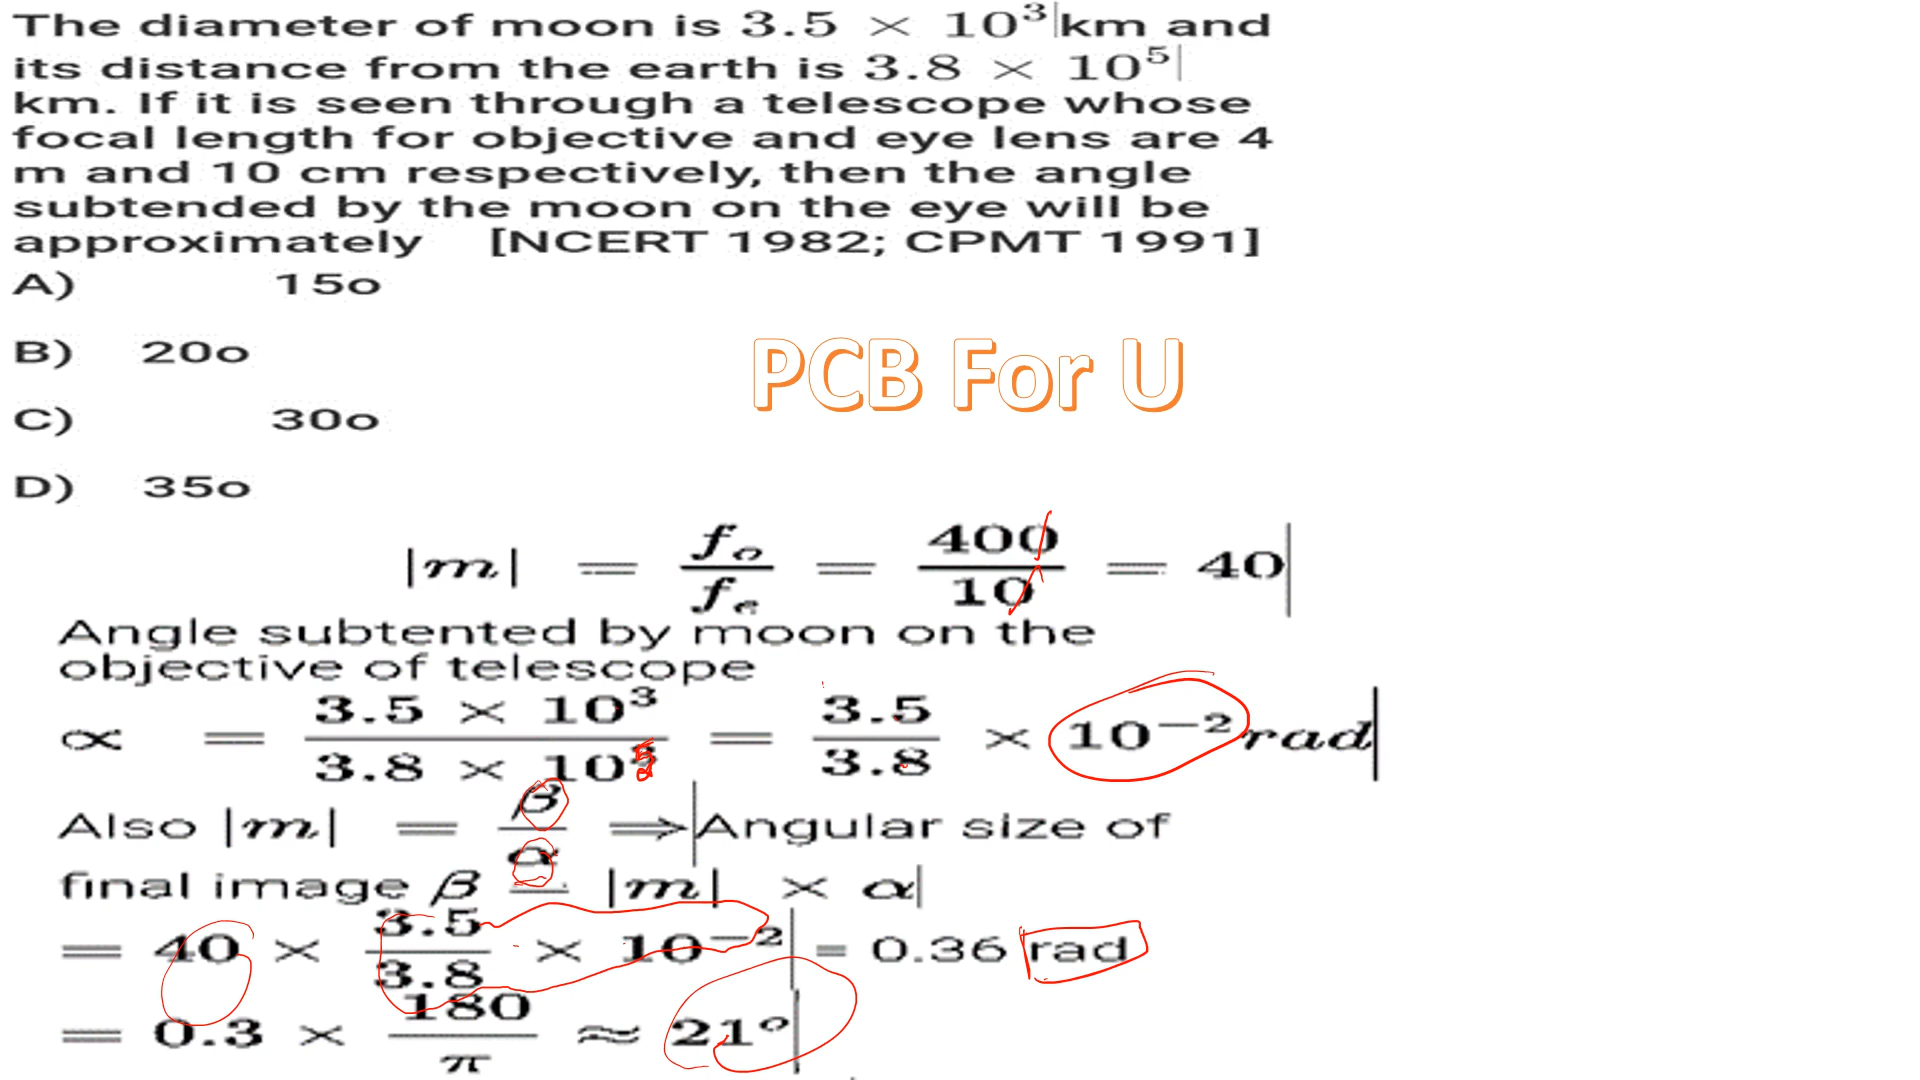 The diameter of moon is 3.5 × 10³ km and
its distance from the earth is 3.8 × 10⁵
km. If it is seen through a telescope whose
focal length for objective and eye lens are 4
m and 10 cm respectively, then the angle
subtended by the moon on the eye will be
approximately [NCERT 1982; CPMT 1991]
A) 15o
B) 20o
C) 30o
D) 35o
PCB For U
|m| = fₒ/fₑ = 400/10 = 40
Angle subtented by moon on the
objective of telescope
∝ = 3.5 × 10³ / 3.8 × 10⁵ = 3.5/3.8 × 10⁻² rad
Also |m| = β/α ⇒ Angular size of
final image β = |m| × α
= 40 × 3.5/3.8 × 10⁻² = 0.36 rad
= 0.3 × 180/π ≈ 21°